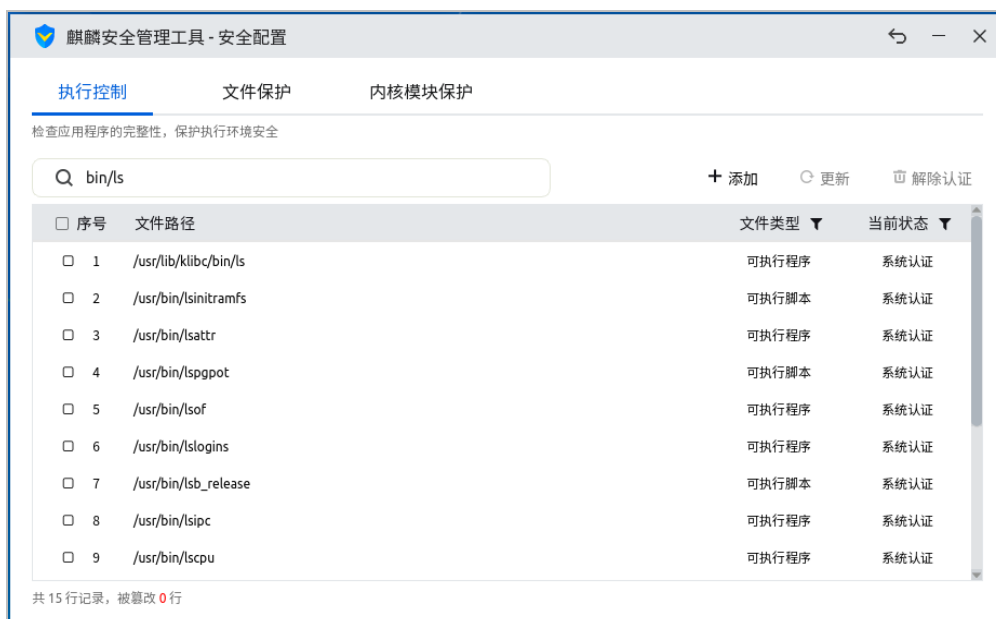 麒麟安全管理工具 - 安全配置
执行控制 文件保护 内核模块保护
检查应用程序的完整性，保护执行环境安全
bin/ls 添加 更新 解除认证
序号 文件路径 文件类型 当前状态
1 /usr/lib/klibc/bin/ls 可执行程序 系统认证
2 /usr/bin/lsinitramfs 可执行脚本 系统认证
3 /usr/bin/lsattr 可执行程序 系统认证
4 /usr/bin/lspgpot 可执行脚本 系统认证
5 /usr/bin/lsof 可执行程序 系统认证
6 /usr/bin/lslogins 可执行程序 系统认证
7 /usr/bin/lsb_release 可执行脚本 系统认证
8 /usr/bin/lsipc 可执行程序 系统认证
9 /usr/bin/lscpu 可执行程序 系统认证
共 15 行记录，被篡改 0 行